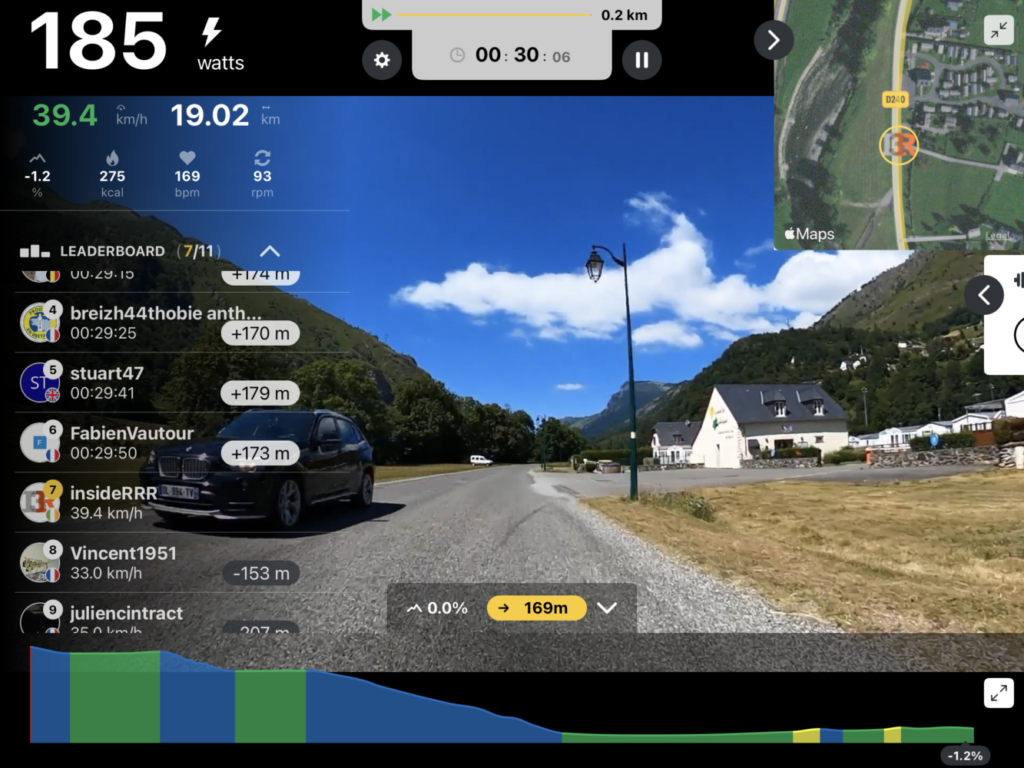 185 watts
0.2 km
00:30:06
39.4 km/h 19.02 km
-1.2 275 169 93
% kcal bpm rpm
LEADERBOARD (7/11)
00:29:15 +174 m
4 breizh44thobie anth...
00:29:25 +170 m
5 stuart47
ST 00:29:41 +179 m
6 FabienVautour
F 00:29:50 +173 m
7 insideRRR
39.4 km/h
8 Vincent1951
33.0 km/h -153 m
9 juliencintract
35.0 km/h -207 m
D240
Maps
Legal
0.0% → 169m
-1.2%